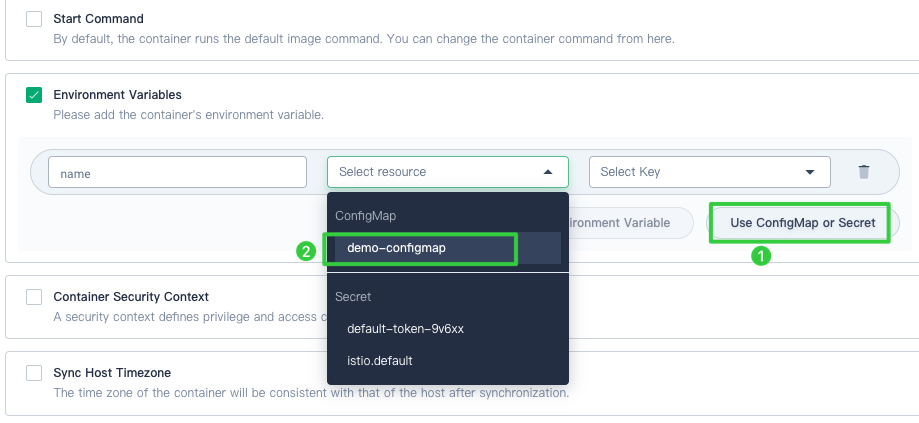 Start Command
By default, the container runs the default image command. You can change the container command from here.
Environment Variables
Please add the container's environment variable.
name
Select resource
Select Key
ConfigMap
ironment Variable
Use ConfigMap or Secret
demo-configmap
2
1
Secret
Container Security Context
A security context defines privilege and access c
default-token-9v6xx
istio.default
Sync Host Timezone
The time zone of the container will be consistent with that of the host after synchronization.